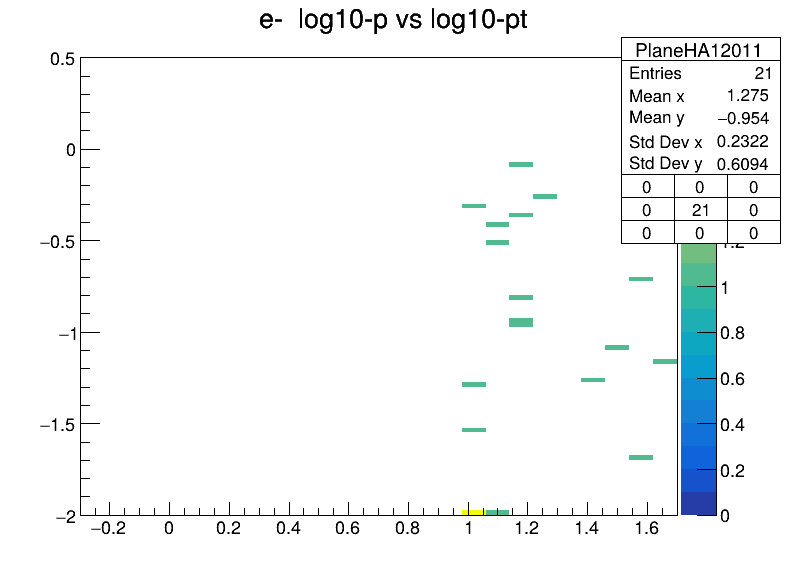 e-  log10-p vs log10-pt
PlaneHA12011
Entries 21
Mean x 1.275
Mean y −0.954
Std Dev x 0.2322
Std Dev y 0.6094
0 0 0
0 21 0
0 0 0
0.5
0
−0.5
−1
−1.5
−2
−0.2 0 0.2 0.4 0.6 0.8 1 1.2 1.4 1.6
1.2
1
0.8
0.6
0.4
0.2
0